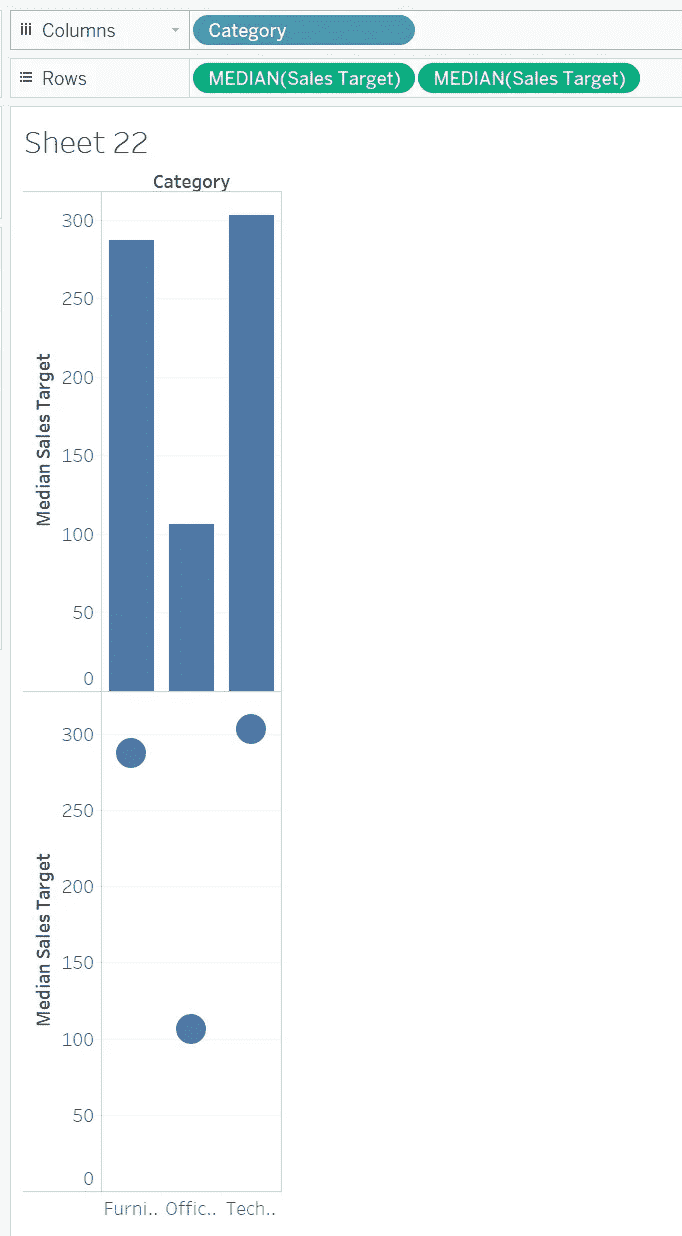 Columns Category
Rows MEDIAN(Sales Target) MEDIAN(Sales Target)
Sheet 22
Category
Median Sales Target
300
250
200
150
100
50
0
Median Sales Target
300
250
200
150
100
50
0
Furni.. Offic.. Tech..